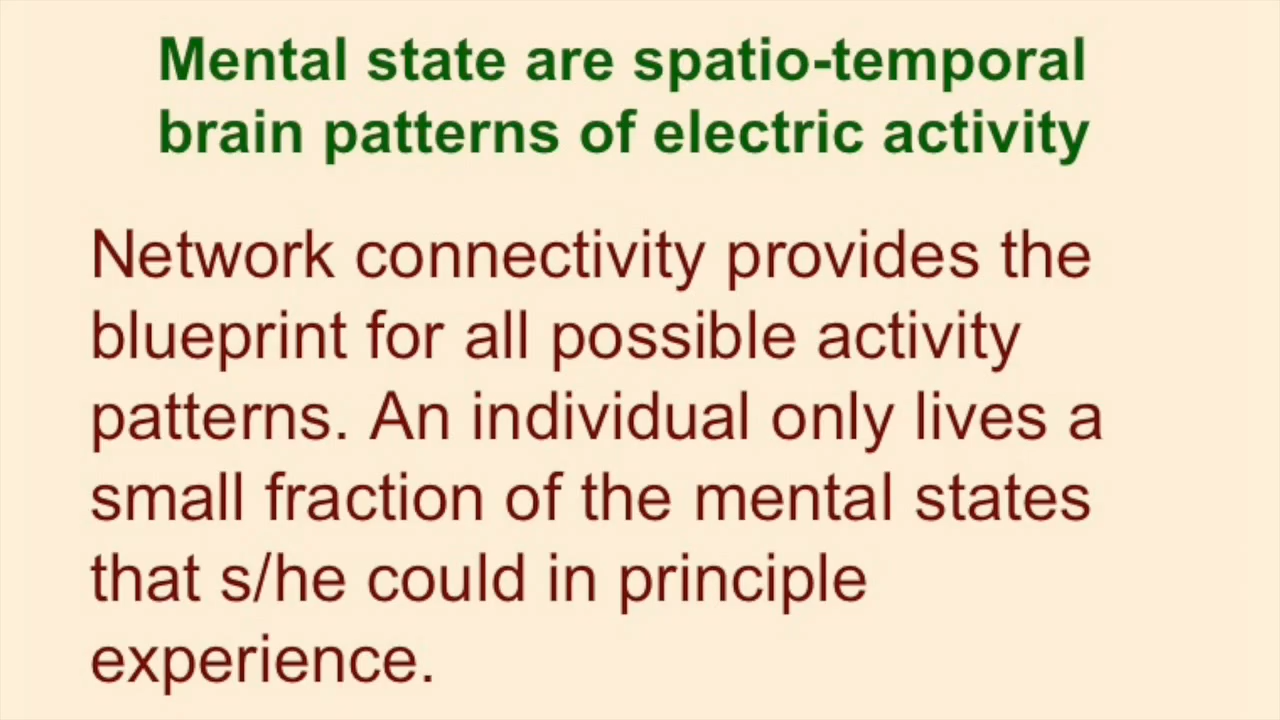 Mental state are spatio-temporal
brain patterns of electric activity
Network connectivity provides the
blueprint for all possible activity
patterns. An individual only lives a
small fraction of the mental states
that s/he could in principle
experience.